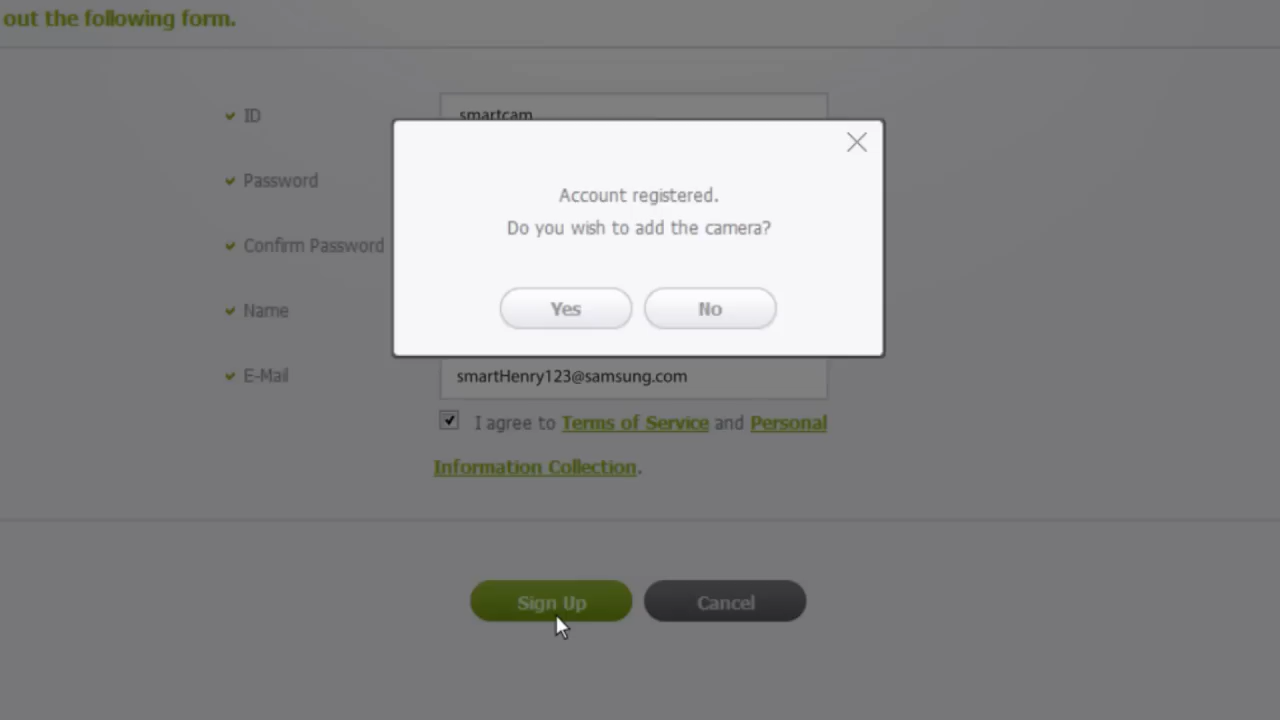 out the following form.
ID
smartcam
Account registered.
Password
Do you wish to add the camera?
Confirm Password
Yes
No
Name
E-Mail
smartHenry123@samsung.com
I agree to Terms of Service and Personal
Information Collection.
Sign Up
Cancel